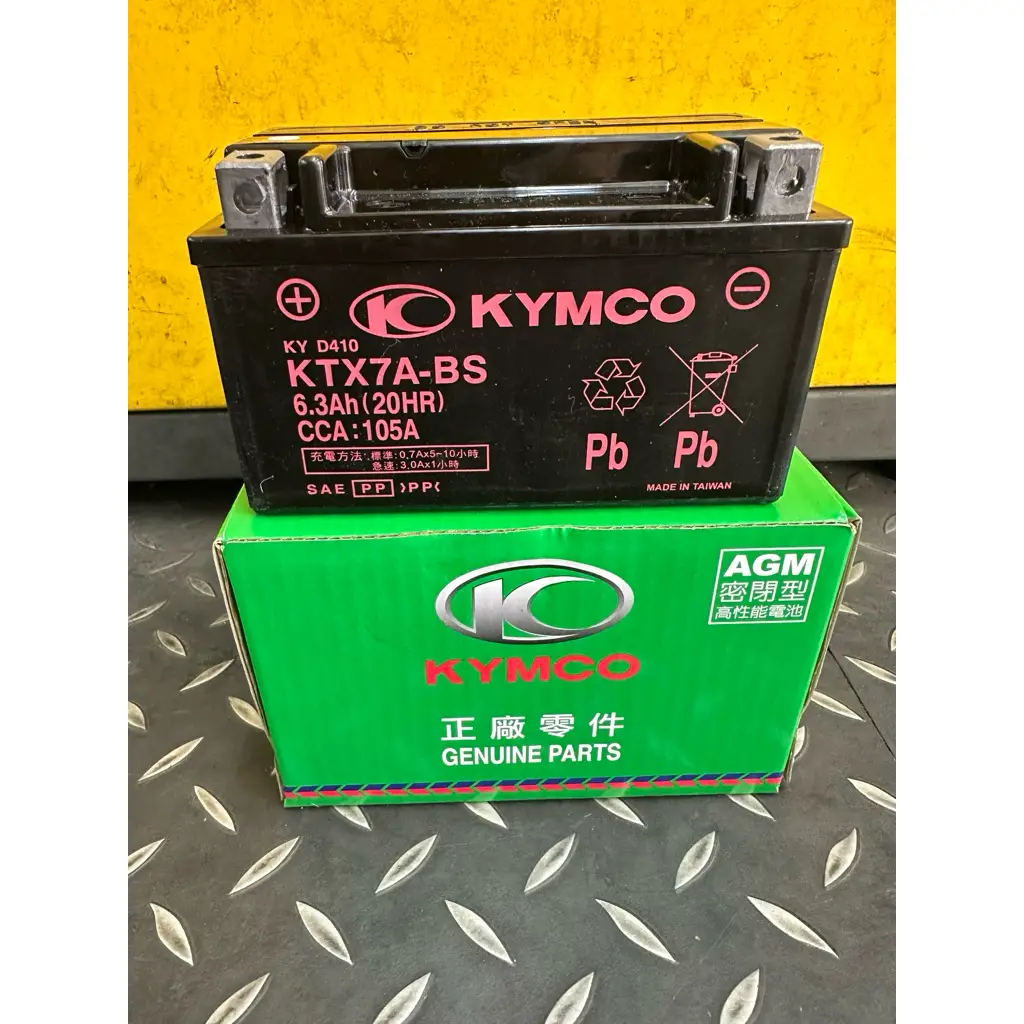 ⊕ KYMCO ⊖
KY D410
KTX7A-BS
6.3Ah(20HR)
CCA:105A
充電方法:標準:0.7Ax5~10小時
急速:3.0Ax1小時
SAE PP >PP<
Pb Pb
MADE IN TAIWAN
AGM
密閉型
高性能電池
KYMCO
正廠零件
GENUINE PARTS